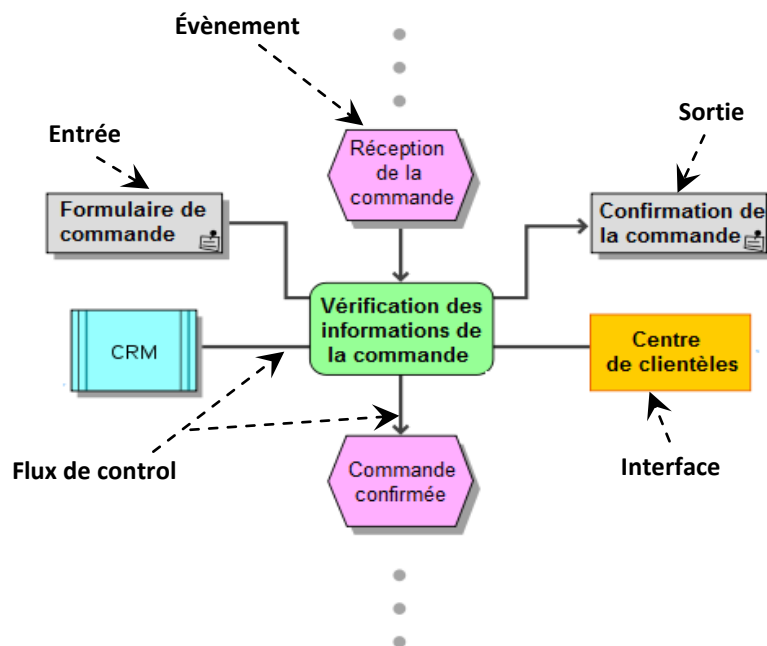 Évènement
Entrée
Sortie
Réception
de la
commande
Formulaire de
commande
Confirmation de
la commande
Vérification des
informations de
la commande
CRM
Centre
de clientèles
Flux de control
Commande
confirmée
Interface